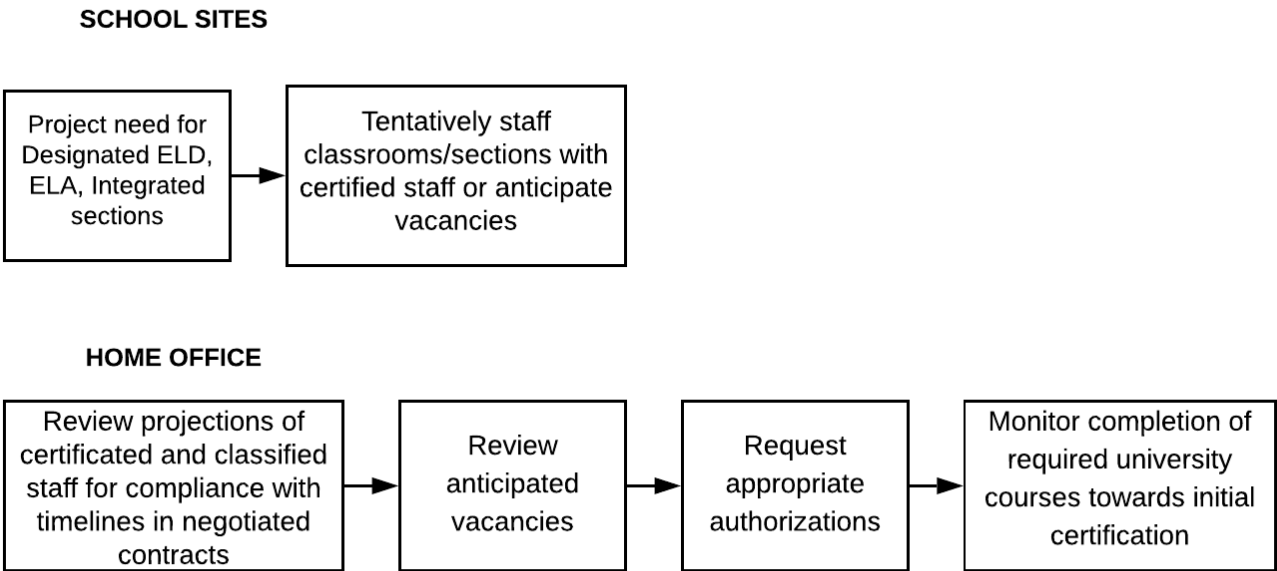 SCHOOL SITES
Project need for
Designated ELD,
ELA, Integrated
sections
Tentatively staff
classrooms/sections with
certified staff or anticipate
vacancies
HOME OFFICE
Review projections of
certificated and classified
staff for compliance with
timelines in negotiated
contracts
Review
anticipated
vacancies
Request
appropriate
authorizations
Monitor completion of
required university
courses towards initial
certification